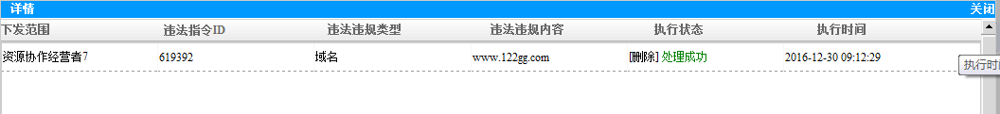 详情 关闭
下发范围 违法指令ID 违法违规类型 违法违规内容 执行状态 执行时间
资源协作经营者7 619392 域名 www.122gg.com [删除] 处理成功 2016-12-30 09:12:29
执行时